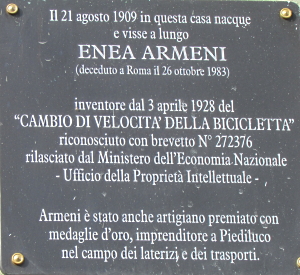 Il 21 agosto 1909 in questa casa nacque
e visse a lungo
ENEA ARMENI
(deceduto a Roma il 26 ottobre 1983)
inventore dal 3 aprile 1928 del
“CAMBIO DI VELOCITA’ DELLA BICICLETTA”
riconosciuto con brevetto N° 272376
rilasciato dal Ministero dell'Economia Nazionale
- Ufficio della Proprietà Intellettuale -
Armeni è stato anche artigiano premiato con
medaglie d'oro, imprenditore a Piediluco
nel campo dei laterizi e dei trasporti.